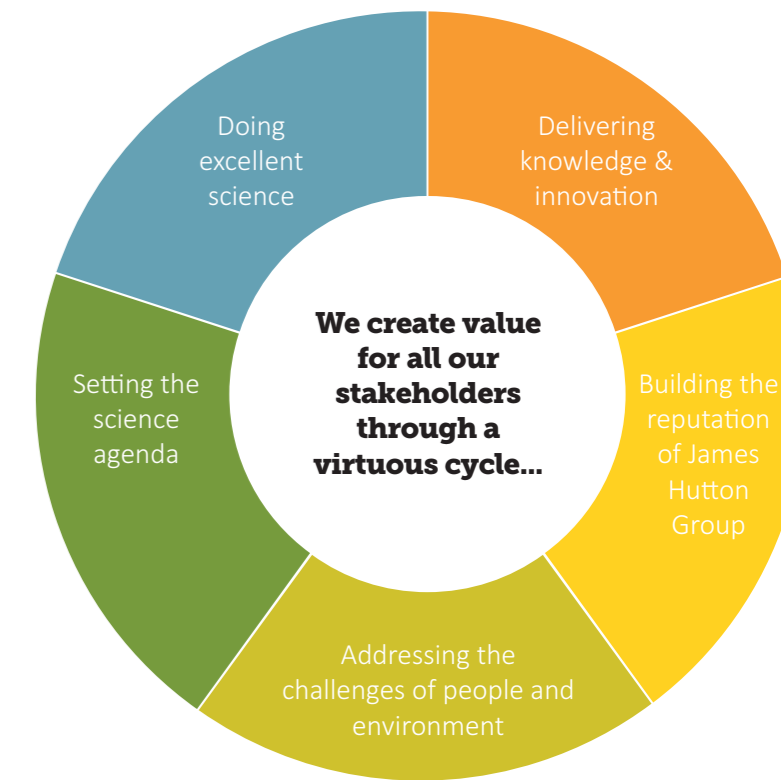 Doing
excellent
science
Delivering
knowledge &
innovation
We create value
for all our
stakeholders
through a
virtuous cycle...
Setting the
science
agenda
Building the
reputation
of James
Hutton
Group
Addressing the
challenges of people and
environment